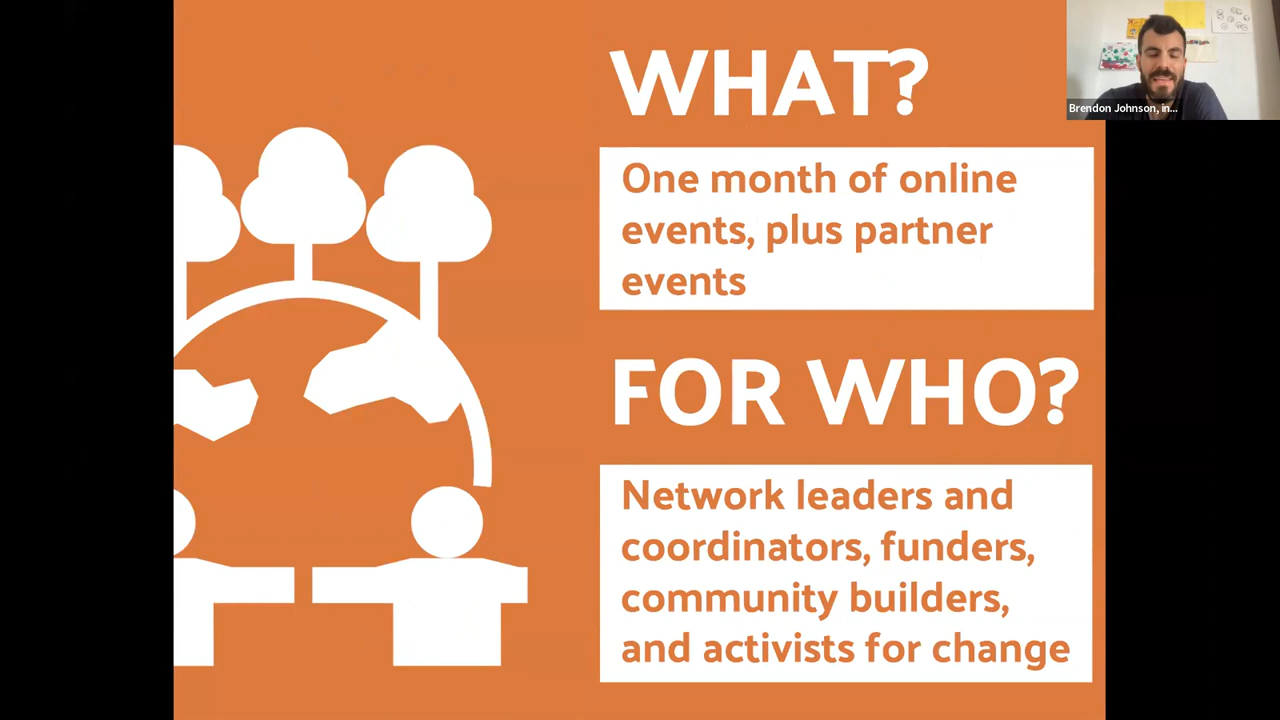 WHAT?
One month of online
events, plus partner
events
FOR WHO?
Network leaders and
coordinators, funders,
community builders,
and activists for change
Brendon Johnson, in...